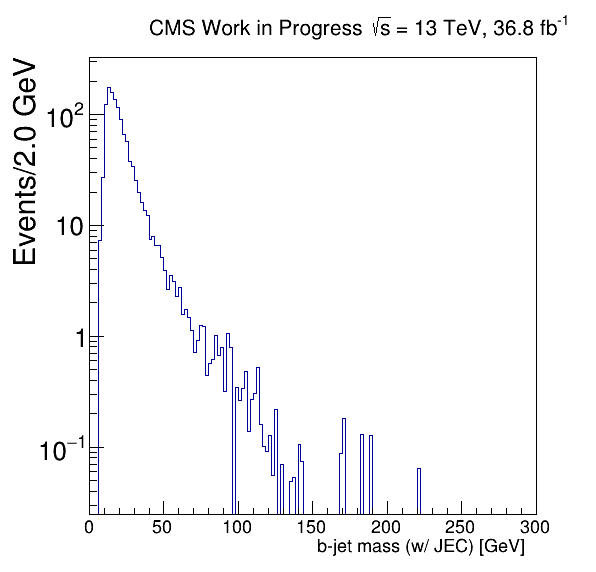 CMS Work in Progress √s = 13 TeV, 36.8 fb⁻¹
Events/2.0 GeV
10²
10
1
10⁻¹
0 50 100 150 200 250 300
b-jet mass (w/ JEC) [GeV]